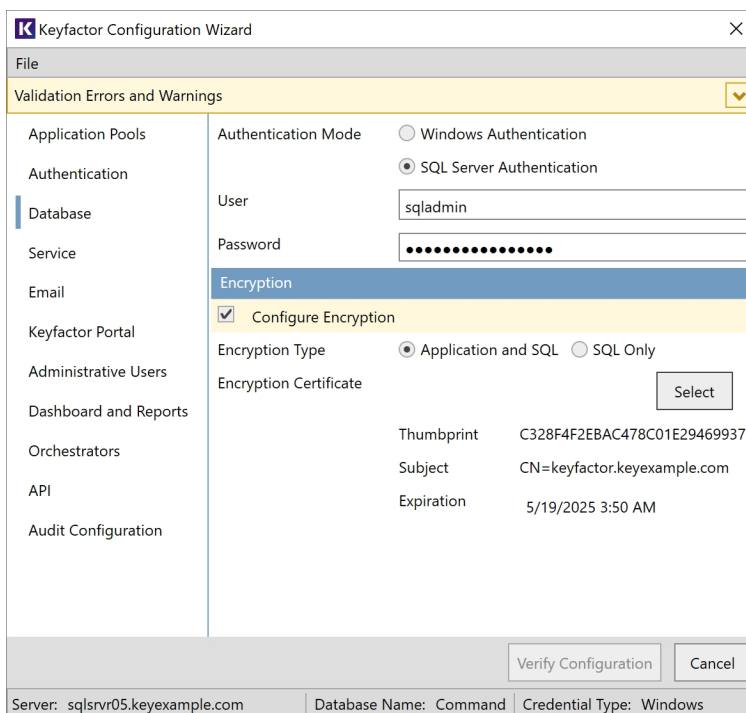 Keyfactor Configuration Wizard
File
Validation Errors and Warnings
Application Pools
Authentication
Database
Service
Email
Keyfactor Portal
Administrative Users
Dashboard and Reports
Orchestrators
API
Audit Configuration
Authentication Mode
Windows Authentication
SQL Server Authentication
User
sqladmin
Password
••••••••••••••••
Encryption
Configure Encryption
Encryption Type
Application and SQL
SQL Only
Encryption Certificate
Select
Thumbprint
C328F4F2EBAC478C01E29469937
Subject
CN=keyfactor.keyexample.com
Expiration
5/19/2025 3:50 AM
Verify Configuration
Cancel
Server: sqlsrvr05.keyexample.com
Database Name: Command
Credential Type: Windows